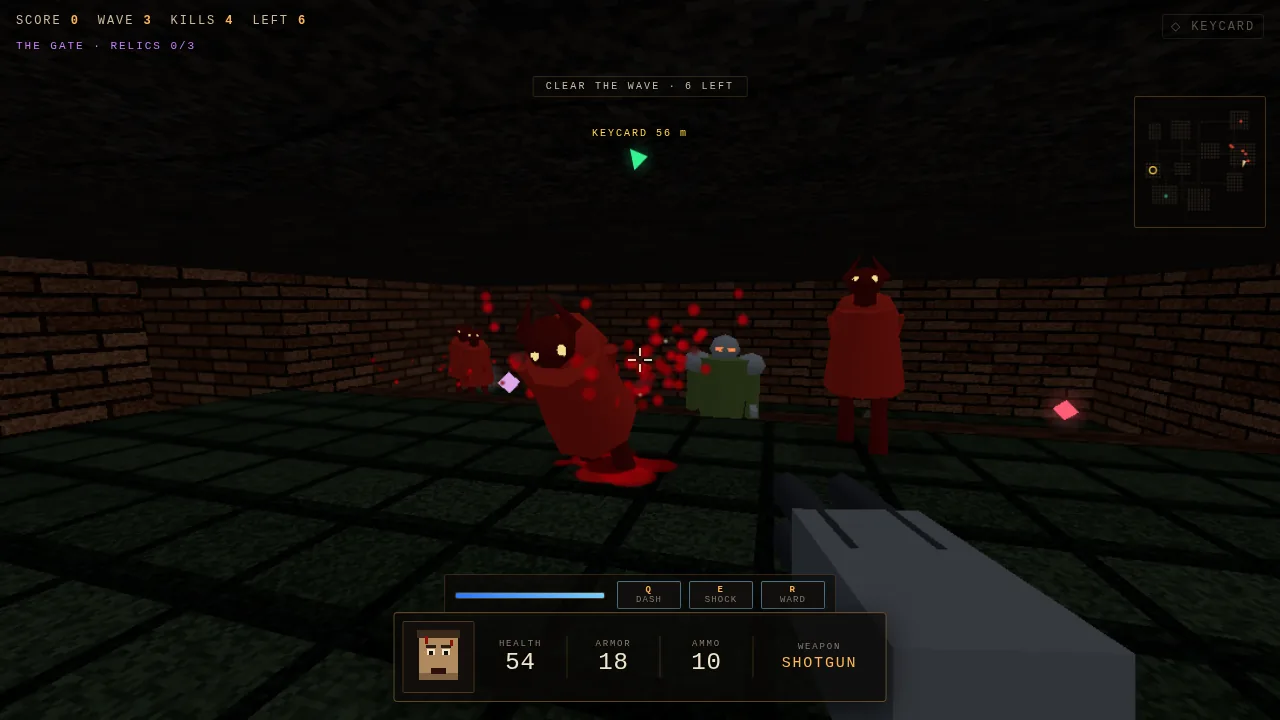 SCORE 0 WAVE 3 KILLS 4 LEFT 6
◇ KEYCARD
THE GATE · RELICS 0/3
CLEAR THE WAVE · 6 LEFT
KEYCARD 56 m
Q
DASH
E
SHOCK
R
WARD
HEALTH
54
ARMOR
18
AMMO
10
WEAPON
SHOTGUN